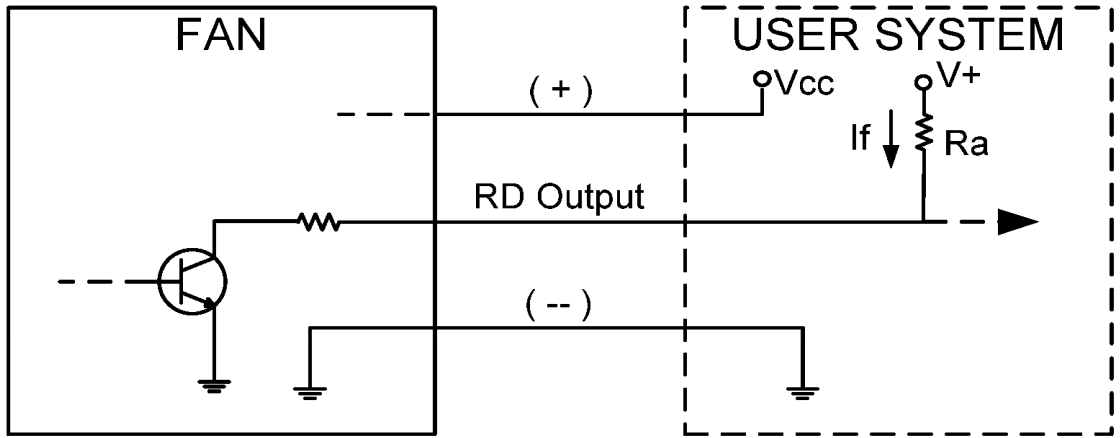 FAN
USER SYSTEM
( + )
Vcc
V+
If
Ra
RD Output
( -- )